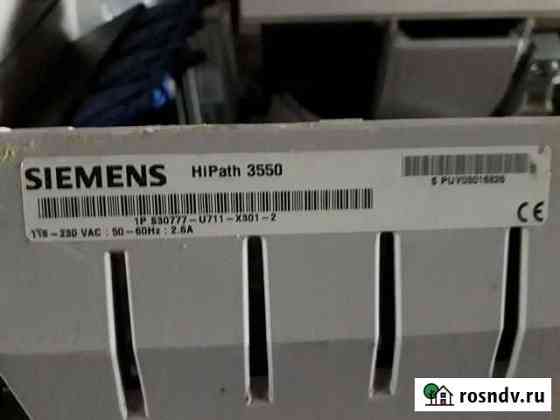 SIEMENS HiPath 3550
S PUV08016826
1P S30777-U711-X301-2
115-230 VAC : 50-60Hz : 2.6A
CE
rosndv.ru